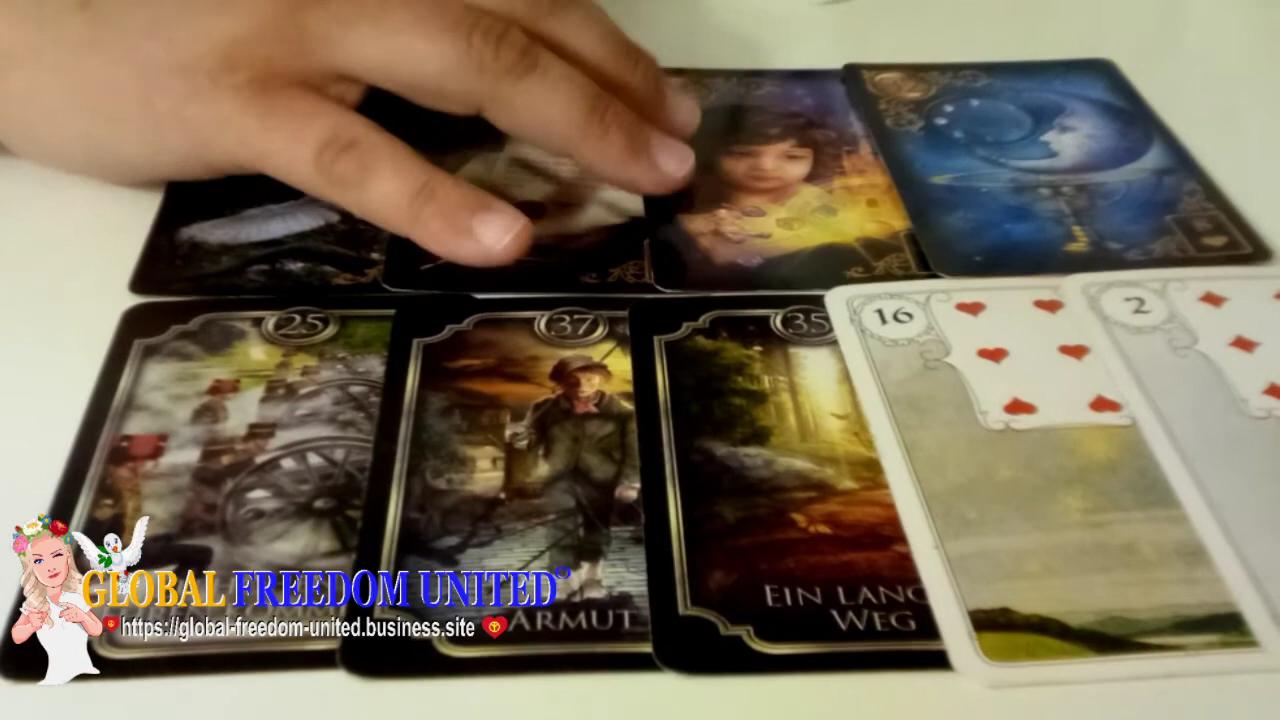 25
37
35
16
2
ARMUT
EIN LANG
WEG
GLOBAL FREEDOM UNITED
https://global-freedom-united.business.site